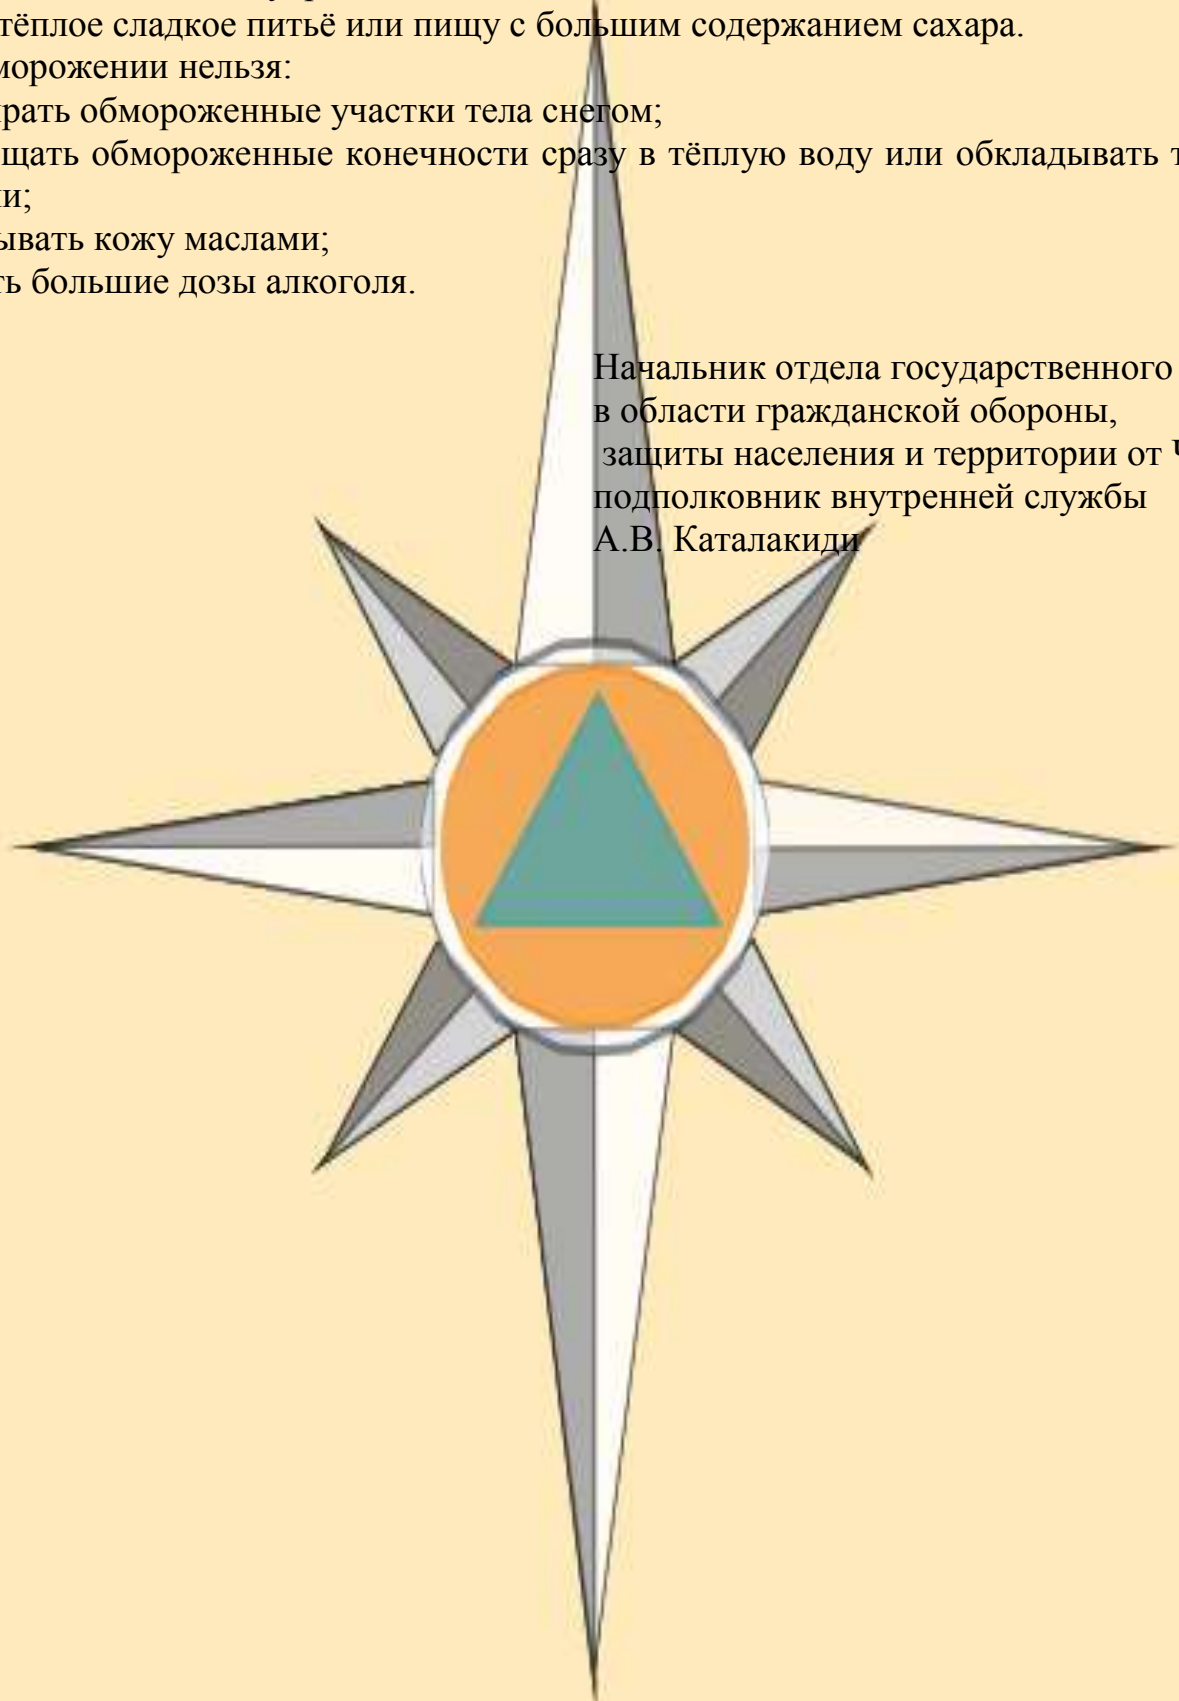 тёплое сладкое питьё или пищу с большим содержанием сахара.
морожении нельзя:
рать обмороженные участки тела снегом;
щать обмороженные конечности сразу в тёплую воду или обкладывать т
и;
ывать кожу маслами;
ть большие дозы алкоголя.
Начальник отдела государственного
в области гражданской обороны,
защиты населения и территории от Ч
подполковник внутренней службы
А.В. Каталакиди